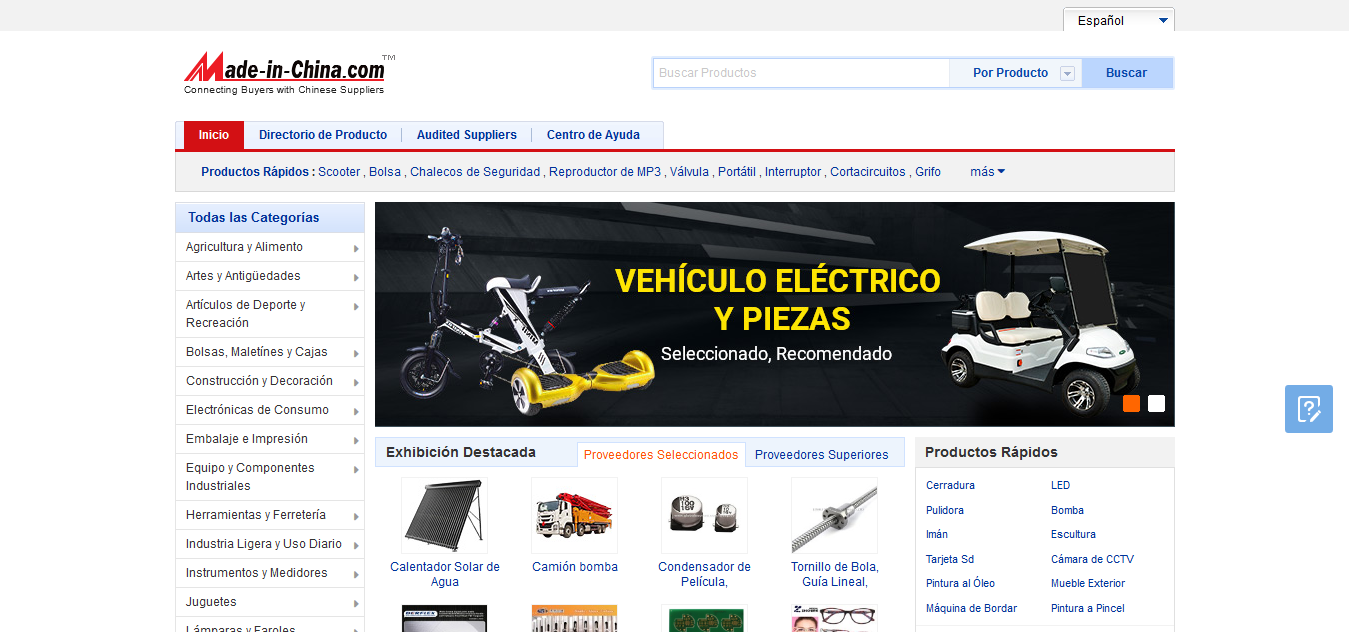 Español
Made-in-China.com™
Connecting Buyers with Chinese Suppliers
Buscar Productos
Por Producto
Buscar
Inicio
Directorio de Producto
Audited Suppliers
Centro de Ayuda
Productos Rápidos : Scooter , Bolsa , Chalecos de Seguridad , Reproductor de MP3 , Válvula , Portátil , Interruptor , Cortacircuitos , Grifo
más
Todas las Categorías
Agricultura y Alimento
Artes y Antigüedades
Artículos de Deporte y
Recreación
Bolsas, Maletínes y Cajas
Construcción y Decoración
Electrónicas de Consumo
Embalaje e Impresión
Equipo y Componentes
Industriales
Herramientas y Ferretería
Industria Ligera y Uso Diario
Instrumentos y Medidores
Juguetes
Lámparas y Faroles
VEHÍCULO ELÉCTRICO
Y PIEZAS
Seleccionado, Recomendado
Exhibición Destacada
Proveedores Seleccionados
Proveedores Superiores
Calentador Solar de
Agua
Camión bomba
Condensador de
Película,
Tornillo de Bola,
Guía Lineal,
Productos Rápidos
Cerradura
LED
Pulidora
Bomba
Imán
Escultura
Tarjeta Sd
Cámara de CCTV
Pintura al Óleo
Mueble Exterior
Máquina de Bordar
Pintura a Pincel